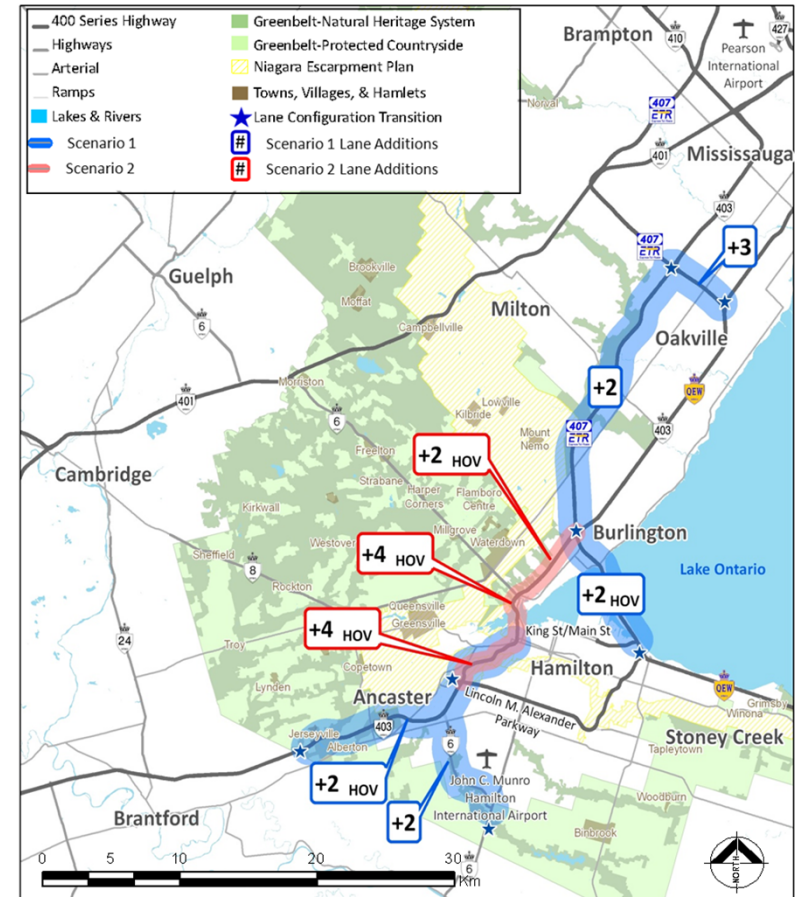 400 Series Highway
Highways
Arterial
Ramps
Lakes & Rivers
Scenario 1
Scenario 2
Greenbelt-Natural Heritage System
Greenbelt-Protected Countryside
Niagara Escarpment Plan
Towns, Villages, & Hamlets
Lane Configuration Transition
# Scenario 1 Lane Additions
# Scenario 2 Lane Additions
Brampton
410
427
Pearson
International
Airport
Norval
407
ETR
401
Mississauga
403
407
ETR
+3
Guelph
6
Brookville
Moffat
Milton
Campbellville
Oakville
Morriston
401
6
+2
QEW
Lowville
Kilbride
407
ETR
403
Mount
Nemo
Freelton
+2 HOV
Cambridge
Strabane
Harper
Corners
Flamboro
Centre
Kirkwall
Millgrove
Burlington
Westover
Waterdown
Sheffield
+4 HOV
8
Lake Ontario
Rockton
+2 HOV
Queensville
Greensville
24
+4 HOV
King St/Main St
Troy
Copetown
Hamilton
Lynden
Ancaster
Lincoln M. Alexander
Parkway
QEW
Grimsby
Winona
403
Jerseyville
Alberton
6
Stoney Creek
Tapleytown
+2 HOV
John C. Munro
Hamilton
International Airport
Woodburn
Brantford
+2
Binbrook
0 5 10 20 30
Km
6
NORTH